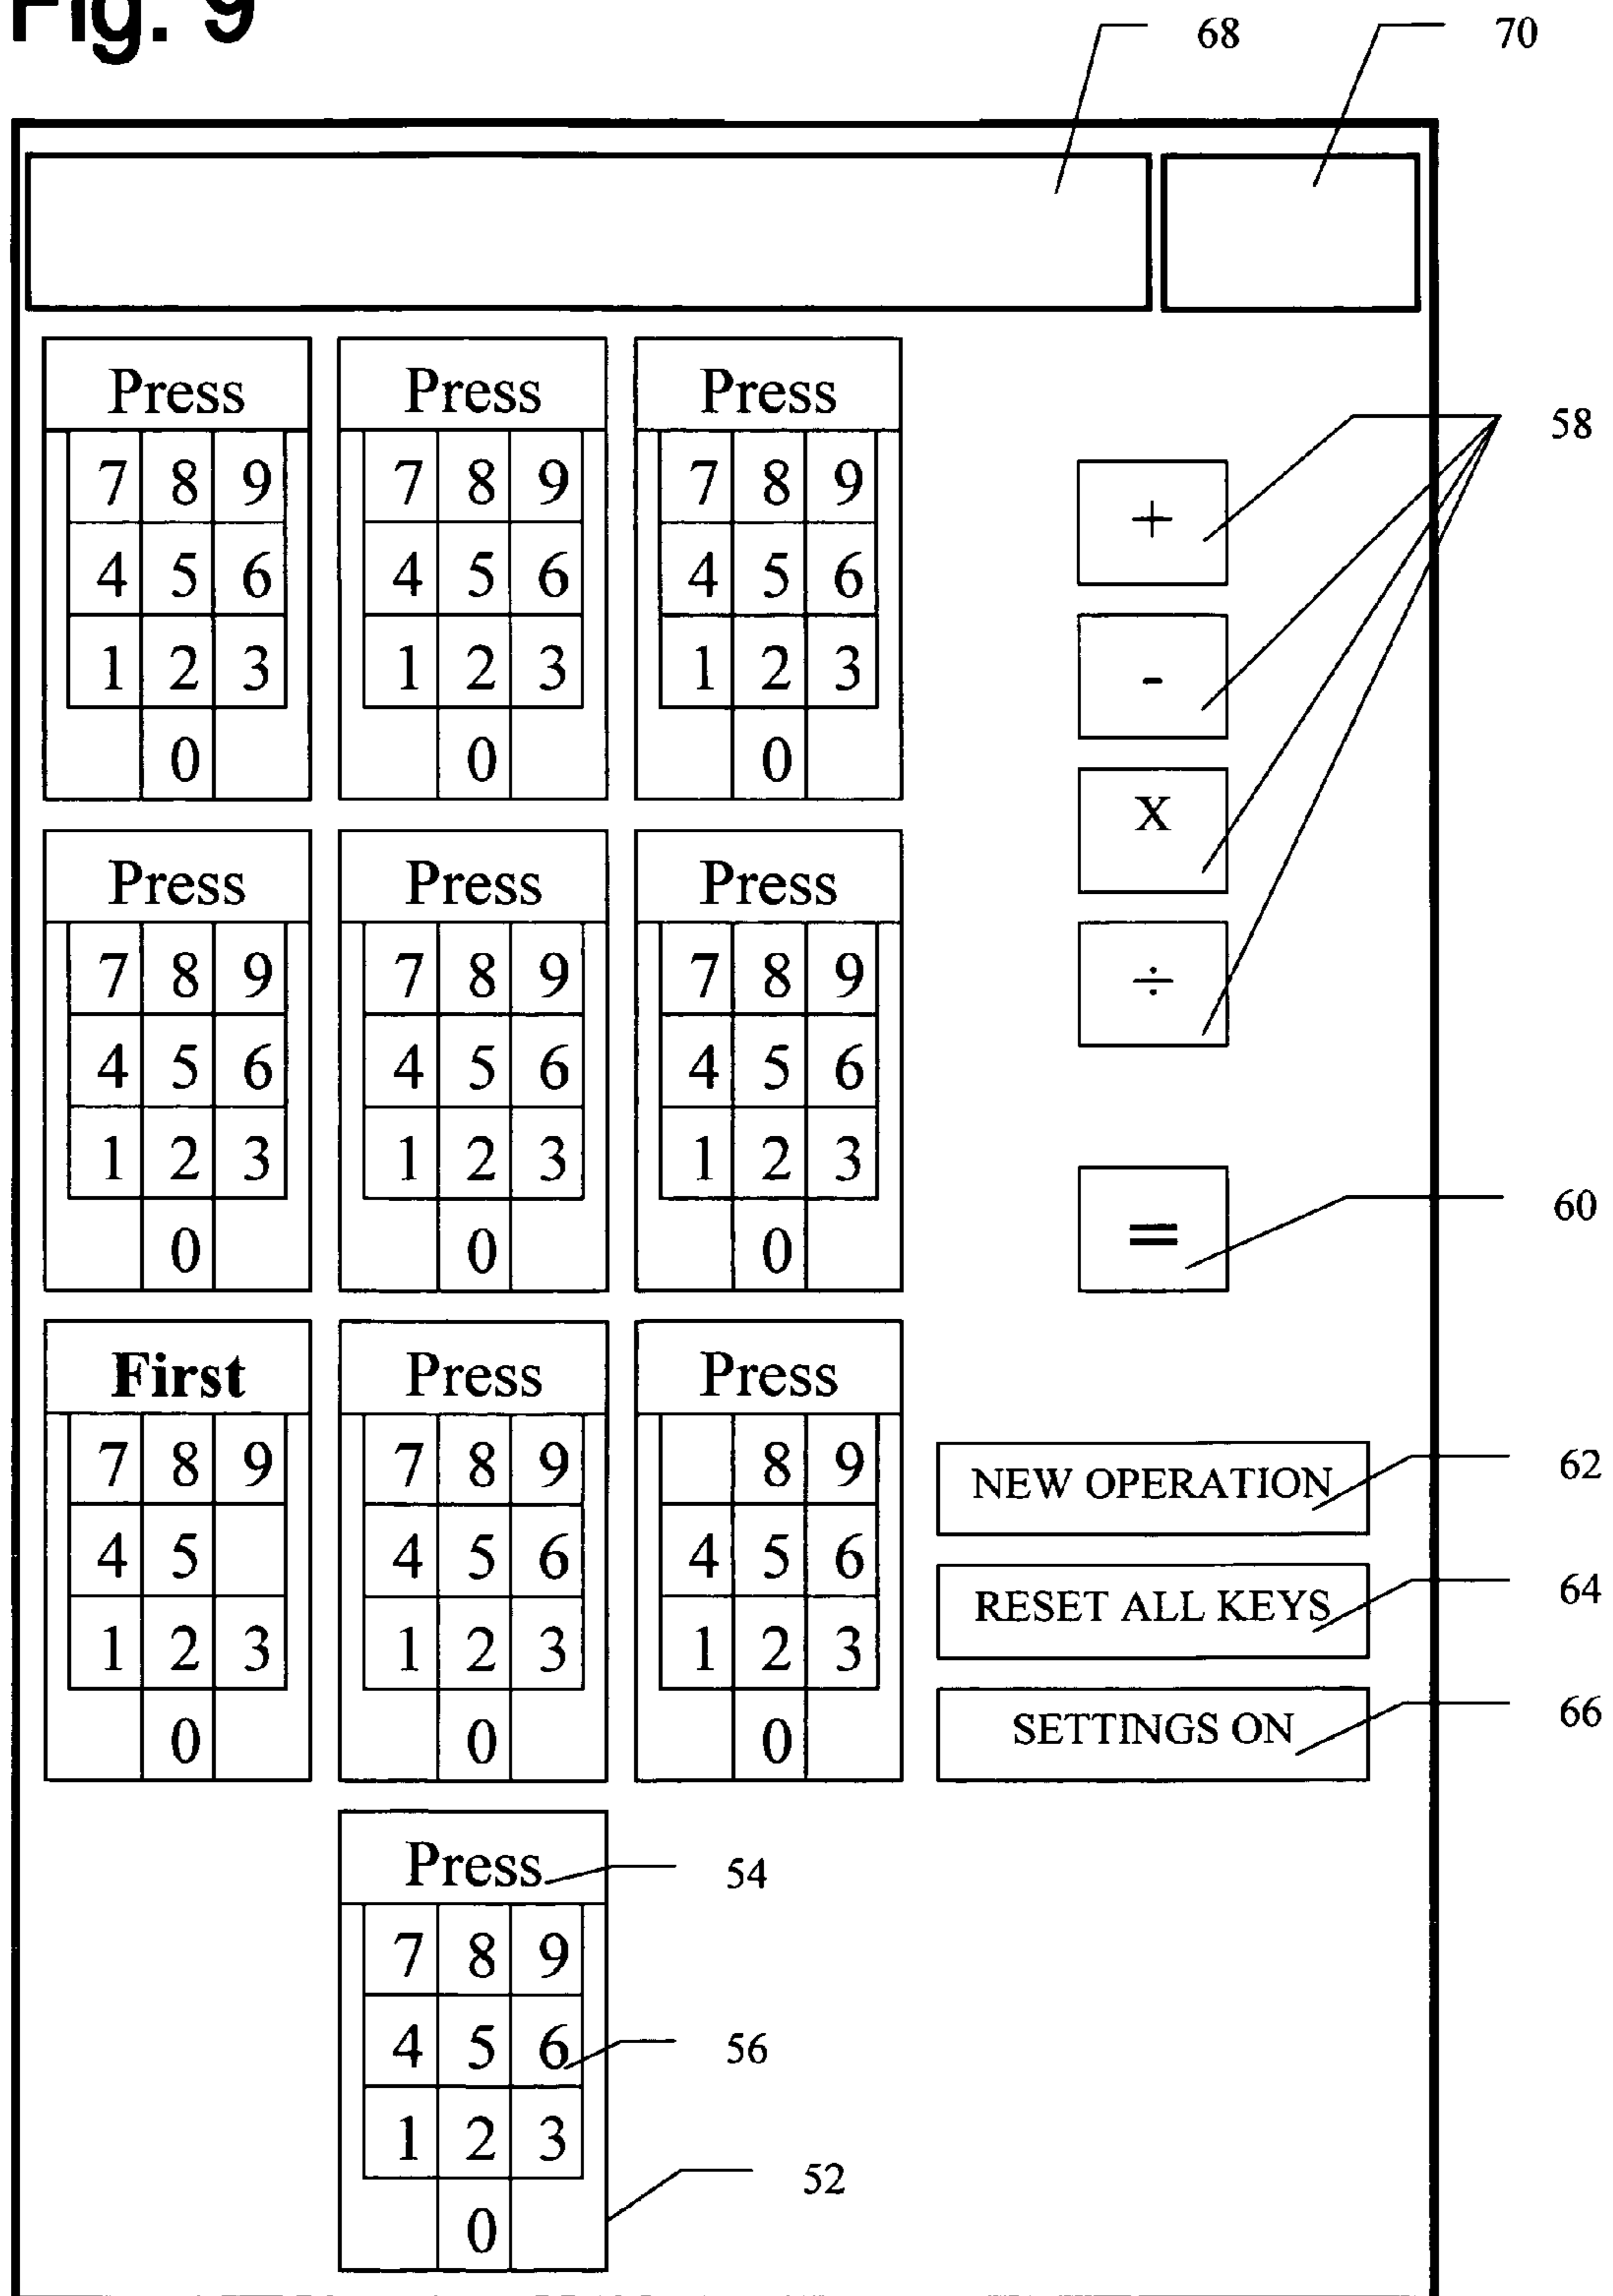 Fig. 9
68 70
Press Press Press
58
7 8 9 7 8 9 7 8 9
+
4 5 6 4 5 6 4 5 6
1 2 3 1 2 3 1 2 3
-
0 0 0
X
Press Press Press
7 8 9 7 8 9 7 8 9
÷
4 5 6 4 5 6 4 5 6
1 2 3 1 2 3 1 2 3
60
0 0 0
=
First Press Press
7 8 9 7 8 9 8 9
NEW OPERATION 62
4 5 4 5 6 4 5 6
RESET ALL KEYS 64
1 2 3 1 2 3 1 2 3
SETTINGS ON 66
0 0 0
Press 54
7 8 9
4 5 6 56
1 2 3
52
0